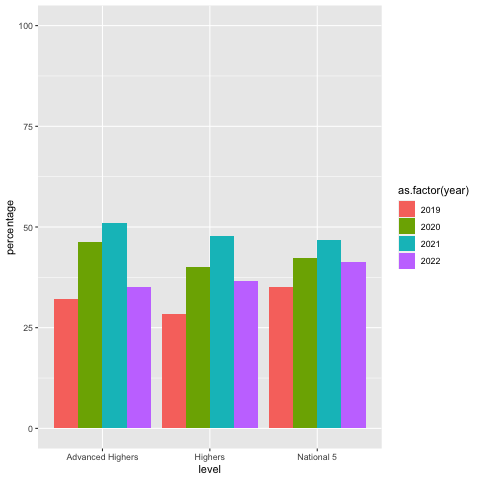 100
75
50
25
0
percentage
Advanced Highers
Highers
National 5
level
as.factor(year)
2019
2020
2021
2022